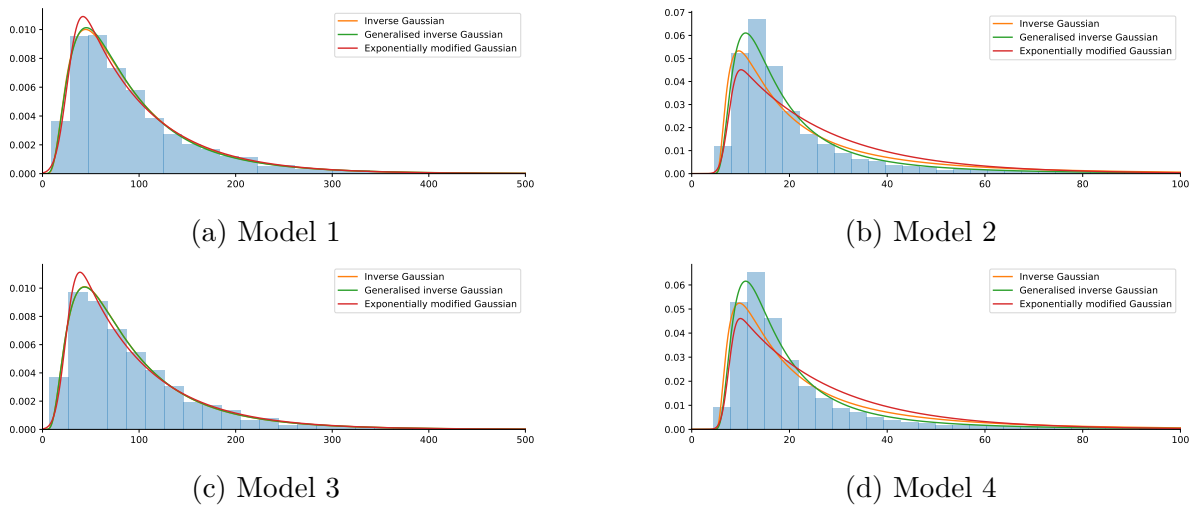 0.010
0.008
0.006
0.004
0.002
0.000
0 100 200 300 400 500
Inverse Gaussian
Generalised inverse Gaussian
Exponentially modified Gaussian
(a) Model 1
0.07
0.06
0.05
0.04
0.03
0.02
0.01
0.00
0 20 40 60 80 100
Inverse Gaussian
Generalised inverse Gaussian
Exponentially modified Gaussian
(b) Model 2
0.010
0.008
0.006
0.004
0.002
0.000
0 100 200 300 400 500
Inverse Gaussian
Generalised inverse Gaussian
Exponentially modified Gaussian
(c) Model 3
0.06
0.05
0.04
0.03
0.02
0.01
0.00
0 20 40 60 80 100
Inverse Gaussian
Generalised inverse Gaussian
Exponentially modified Gaussian
(d) Model 4